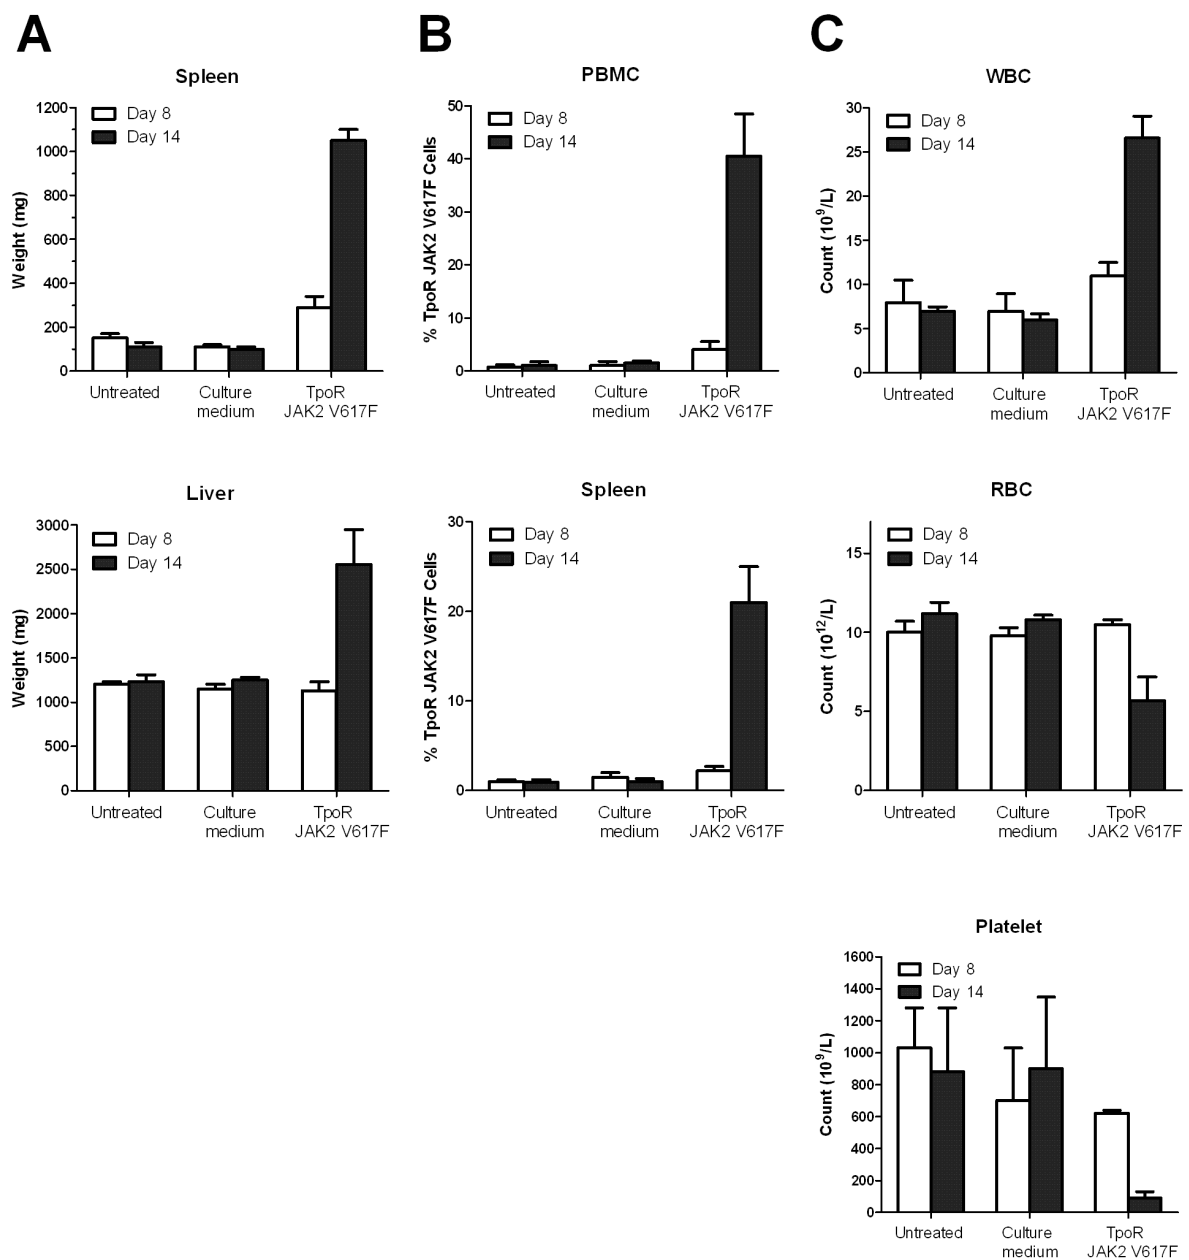 A
Spleen
Weight (mg)
1200
1000
800
600
400
200
0
Day 8
Day 14
Untreated
Culture medium
TpoR JAK2 V617F
Liver
Weight (mg)
3000
2500
2000
1500
1000
500
0
Day 8
Day 14
Untreated
Culture medium
TpoR JAK2 V617F
B
PBMC
% TpoR JAK2 V617F Cells
50
40
30
20
10
0
Day 8
Day 14
Untreated
Culture medium
TpoR JAK2 V617F
Spleen
% TpoR JAK2 V617F Cells
30
20
10
0
Day 8
Day 14
Untreated
Culture medium
TpoR JAK2 V617F
C
WBC
Count (10⁹/L)
30
25
20
15
10
5
0
Day 8
Day 14
Untreated
Culture medium
TpoR JAK2 V617F
RBC
Count (10¹²/L)
15
10
5
0
Day 8
Day 14
Untreated
Culture medium
TpoR JAK2 V617F
Platelet
Count (10⁹/L)
1600
1400
1200
1000
800
600
400
200
0
Day 8
Day 14
Untreated
Culture medium
TpoR JAK2 V617F